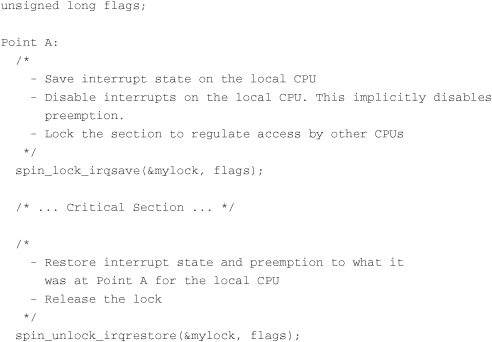 unsigned long flags;
Point A:
/*
- Save interrupt state on the local CPU
- Disable interrupts on the local CPU. This implicitly disables
preemption.
- Lock the section to regulate access by other CPUs
*/
spin_lock_irqsave(&mylock, flags);
/* ... Critical Section ... */
/*
- Restore interrupt state and preemption to what it
was at Point A for the local CPU
- Release the lock
*/
spin_unlock_irqrestore(&mylock, flags);